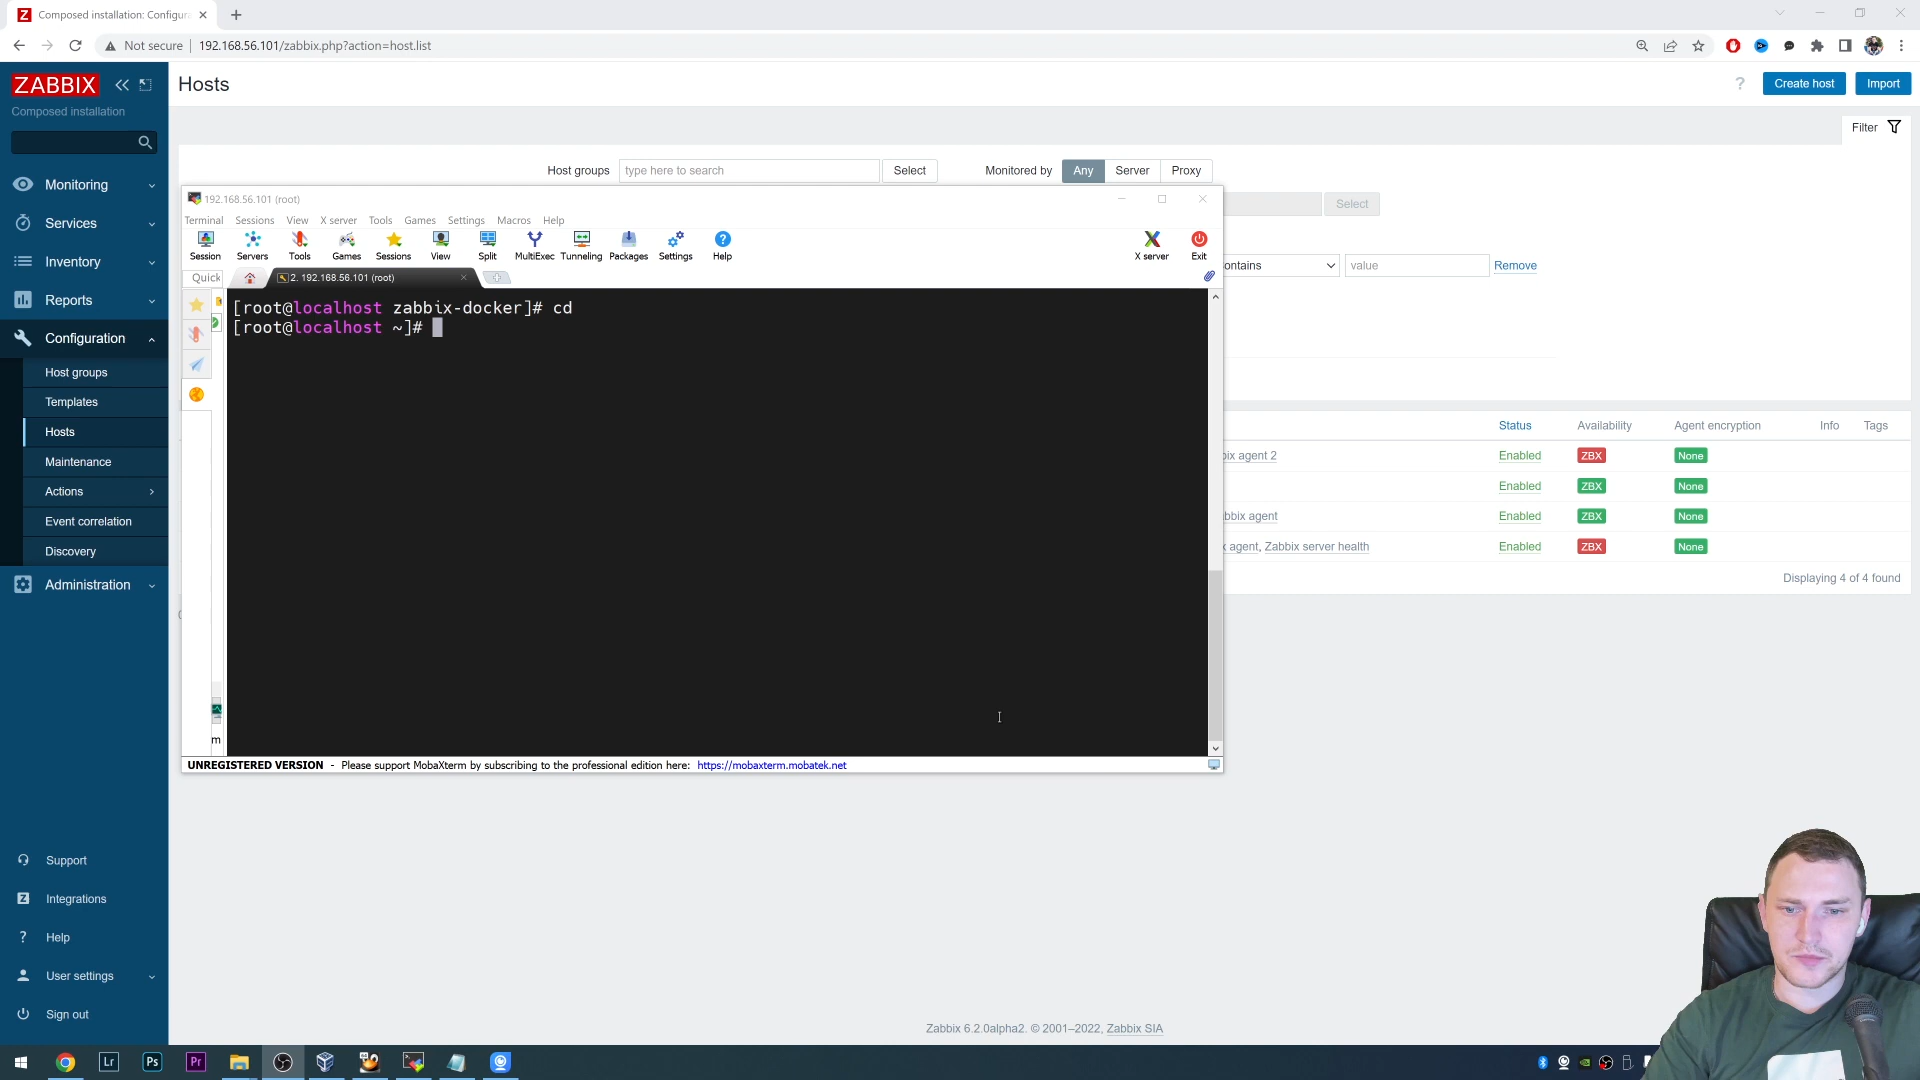 Composed installation: Configura
Not secure
192.168.56.101/zabbix.php?action=host.list
ZABBIX
Composed installation
Hosts
?
Create host
Import
Filter
Monitoring
Services
Inventory
Reports
Configuration
Host groups
Templates
Hosts
Maintenance
Actions
Event correlation
Discovery
Administration
Support
Integrations
Help
User settings
Sign out
Host groups
type here to search
Select
Monitored by
Any
Server
Proxy
Select
ontains
value
Remove
192.168.56.101 (root)
Terminal Sessions View X server Tools Games Settings Macros Help
Session Servers Tools Games Sessions View Split MultiExec Tunneling Packages Settings Help
X server Exit
Quick
2. 192.168.56.101 (root)
[root@localhost zabbix-docker]# cd
[root@localhost ~]#
m
UNREGISTERED VERSION - Please support MobaXterm by subscribing to the professional edition here: https://mobaxterm.mobatek.net
Status Availability Agent encryption Info Tags
bix agent 2 Enabled ZBX None
Enabled ZBX None
bbix agent Enabled ZBX None
agent, Zabbix server health Enabled ZBX None
Displaying 4 of 4 found
Zabbix 6.2.0alpha2. © 2001–2022, Zabbix SIA
Lr
Ps
Pr